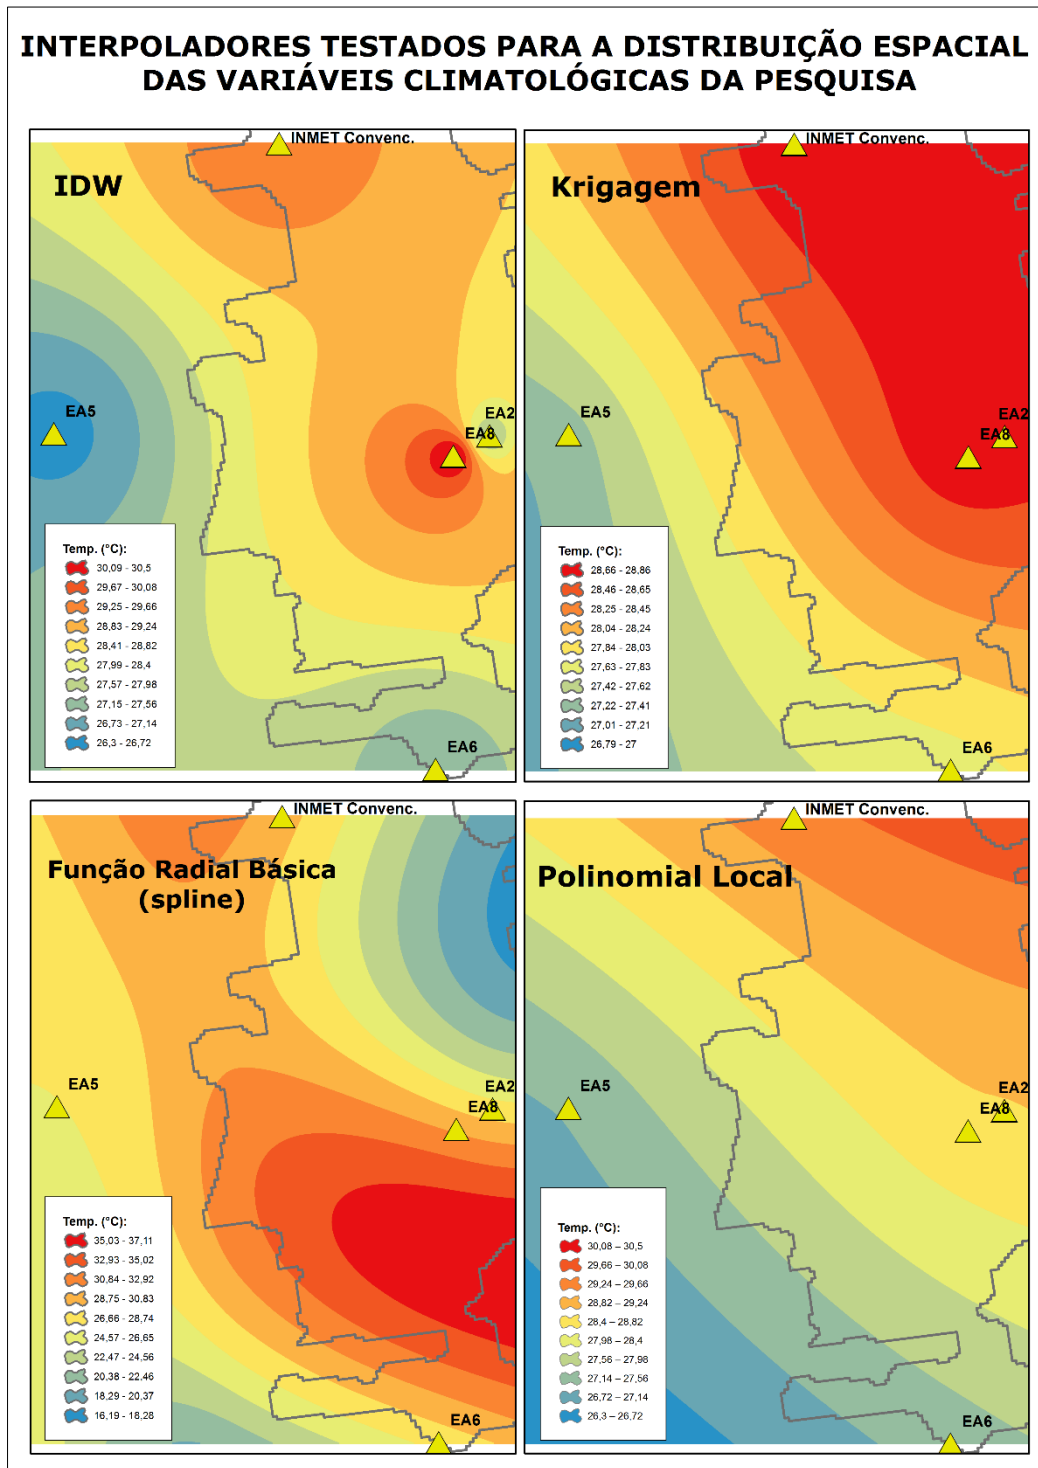 INTERPOLADORES TESTADOS PARA A DISTRIBUIÇÃO ESPACIAL
DAS VARIÁVEIS CLIMATOLÓGICAS DA PESQUISA
INMET Convenc.
IDW
EA5
EA2
EA8
EA6
Temp. (°C):
30,09 - 30,5
29,67 - 30,08
29,25 - 29,66
28,83 - 29,24
28,41 - 28,82
27,99 - 28,4
27,57 - 27,98
27,15 - 27,56
26,73 - 27,14
26,3 - 26,72
INMET Convenc.
Krigagem
EA5
EA2
EA8
EA6
Temp. (°C):
28,66 - 28,86
28,46 - 28,65
28,25 - 28,45
28,04 - 28,24
27,84 - 28,03
27,63 - 27,83
27,42 - 27,62
27,22 - 27,41
27,01 - 27,21
26,79 - 27
INMET Convenc.
Função Radial Básica
(spline)
EA5
EA2
EA8
EA6
Temp. (°C):
35,03 - 37,11
32,93 - 35,02
30,84 - 32,92
28,75 - 30,83
26,66 - 28,74
24,57 - 26,65
22,47 - 24,56
20,38 - 22,46
18,29 - 20,37
16,19 - 18,28
INMET Convenc.
Polinomial Local
EA5
EA2
EA8
EA6
Temp. (°C):
30,08 – 30,5
29,66 – 30,08
29,24 – 29,66
28,82 – 29,24
28,4 – 28,82
27,98 – 28,4
27,56 – 27,98
27,14 – 27,56
26,72 – 27,14
26,3 – 26,72